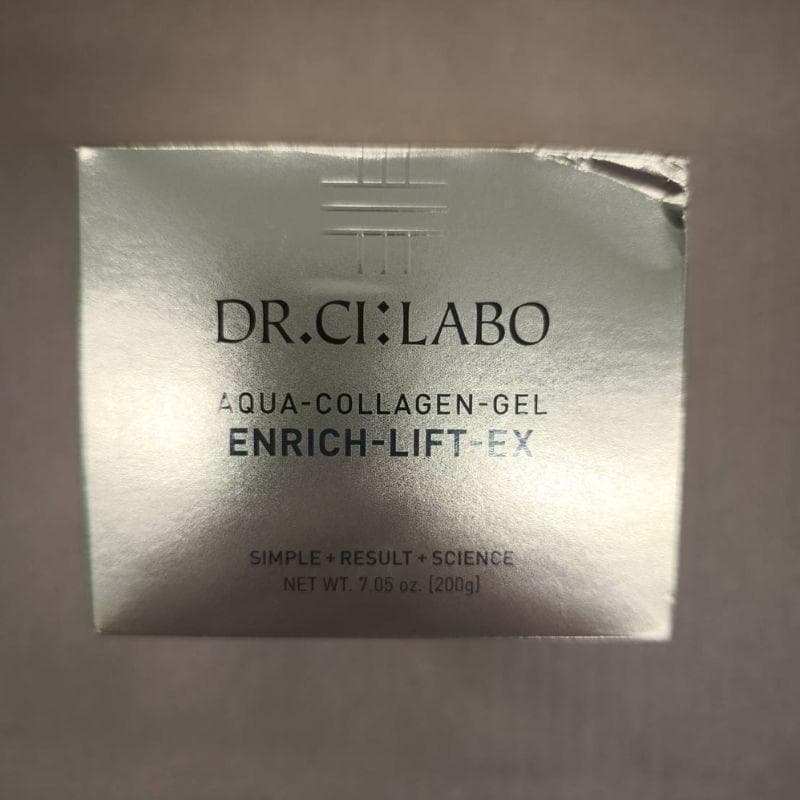 DR.CI:LABO
AQUA-COLLAGEN-GEL
ENRICH-LIFT-EX
SIMPLE+RESULT+SCIENCE
NET WT. 7.05 oz. [200g]